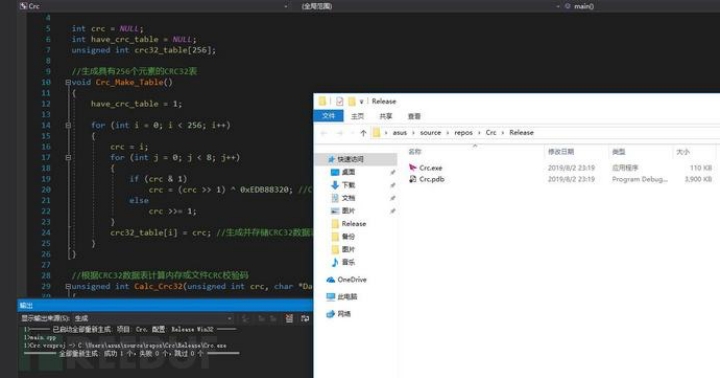 Crc
(全局范围)
main()
4
5 int crc = NULL;
6 int have_crc_table = NULL;
7 unsigned int crc32_table[256];
8
9 //生成具有256个元素的CRC32表
10 void Crc_Make_Table()
11 {
12 have_crc_table = 1;
13
14 for (int i = 0; i < 256; i++)
15 {
16 crc = i;
17 for (int j = 0; j < 8; j++)
18 {
19 if (crc & 1)
20 crc = (crc >> 1) ^ 0xEDB88320; //C
21 else
22 crc >>= 1;
23 }
24 crc32_table[i] = crc; //生成并存储CRC32数据
25 }
26 }
27
28 //根据CRC32数据表计算内存或文件CRC校验码
29 unsigned int Calc_Crc32(unsigned int crc, char *Da
输出
显示输出来源(S): 生成
1>------ 已启动全部重新生成: 项目: Crc, 配置: Release Win32 ------
1>main.cpp
1>Crc.vcxproj -> C:\Users\asus\source\repos\Crc\Release\Crc.exe
========== 全部重新生成: 成功 1 个，失败 0 个，跳过 0 个 ==========
REEBUF
Release
文件 主页 共享 查看
asus › source › repos › Crc › Release
名称 修改日期 类型 大小
Crc.exe 2019/8/2 23:19 应用程序 110 KB
Crc.pdb 2019/8/2 23:19 Program Debug... 3,900 KB
快速访问
桌面
下载
文档
图片
Release
备份
图片
音乐
OneDrive
此电脑
网络